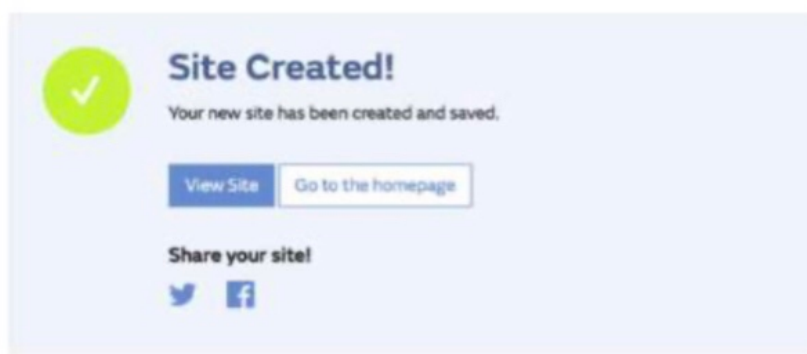 Site Created!
Your new site has been created and saved.
View Site Go to the homepage
Share your site!